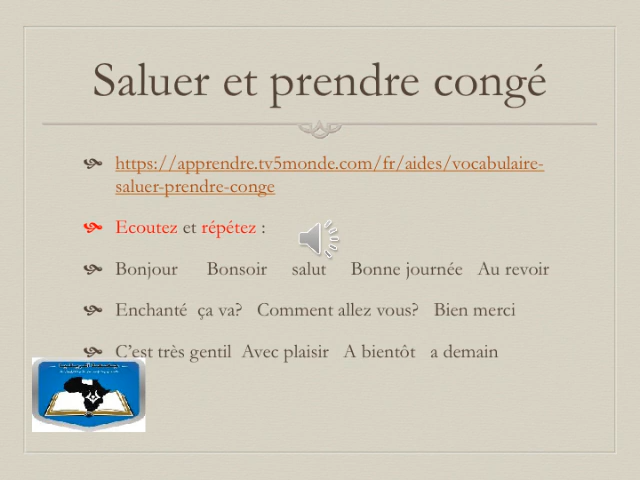 Saluer et prendre congé
https://apprendre.tv5monde.com/fr/aides/vocabulaire-
saluer-prendre-conge
Ecoutez et répétez :
Bonjour Bonsoir salut Bonne journée Au revoir
Enchanté ça va? Comment allez vous? Bien merci
C’est très gentil Avec plaisir A bientôt a demain